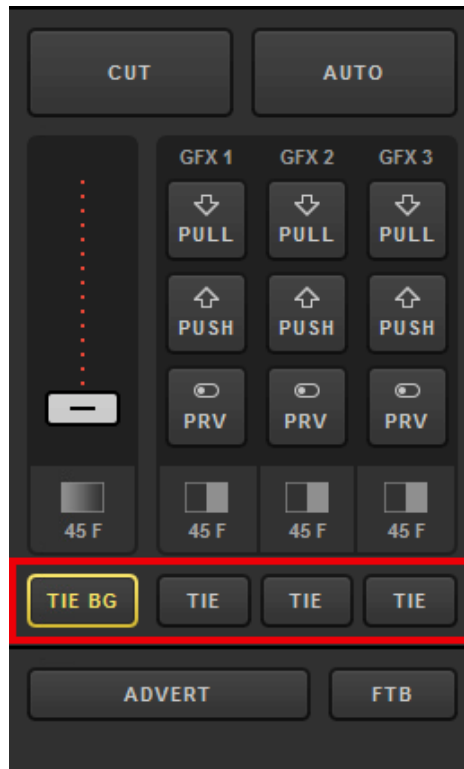 CUT AUTO
GFX 1 GFX 2 GFX 3
PULL PULL PULL
PUSH PUSH PUSH
PRV PRV PRV
45 F 45 F 45 F 45 F
TIE BG TIE TIE TIE
ADVERT FTB